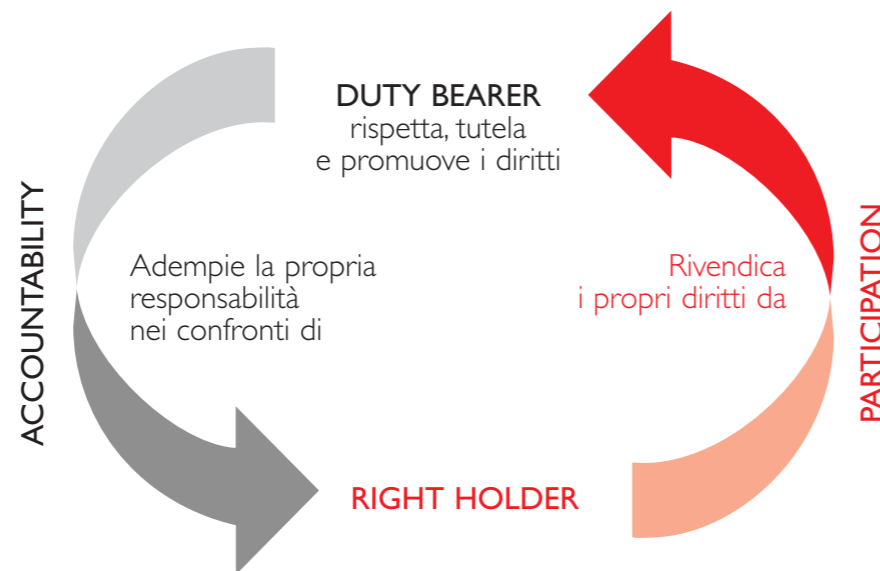 DUTY BEARER
rispetta, tutela
e promuove i diritti
ACCOUNTABILITY
Adempie la propria
responsabilità
nei confronti di
Rivendica
i propri diritti da
PARTICIPATION
RIGHT HOLDER